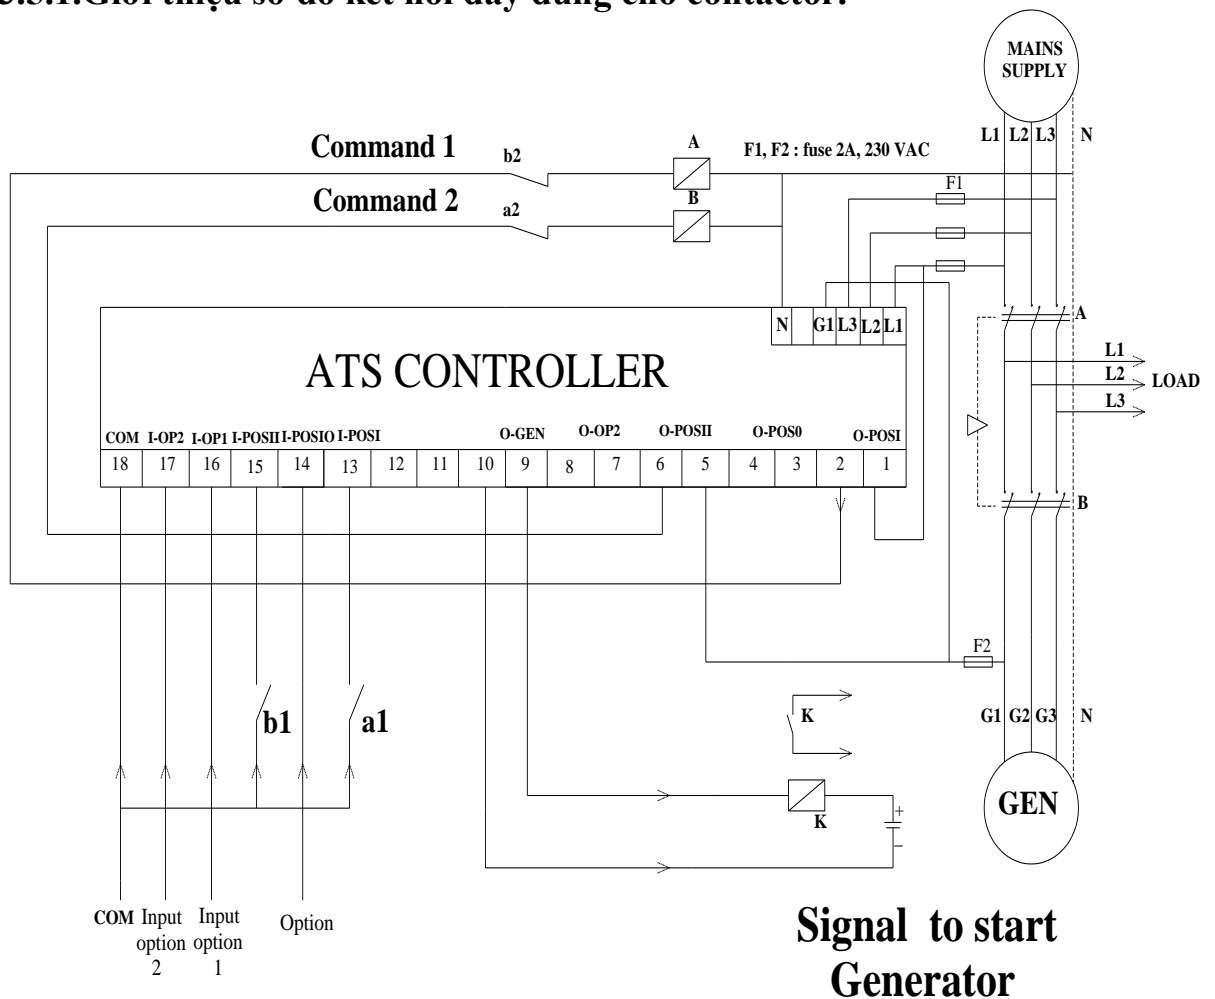 5.5.1.Giới thiệu sơ đồ kết nối dây dùng cho contactor.
MAINS
SUPPLY
L1 L2 L3 N
Command 1
b2
A
F1, F2 : fuse 2A, 230 VAC
F1
Command 2
a2
B
N G1 L3 L2 L1
A
ATS CONTROLLER
L1
L2
LOAD
L3
COM I-OP2 I-OP1 I-POSII I-POSIO I-POSI O-GEN O-OP2 O-POSII O-POS0 O-POSI
18 17 16 15 14 13 12 11 10 9 8 7 6 5 4 3 2 1
B
F2
b1
a1
K
G1 G2 G3 N
K
+
−
GEN
COM
Input
option
2
Input
option
1
Option
Signal to start
Generator